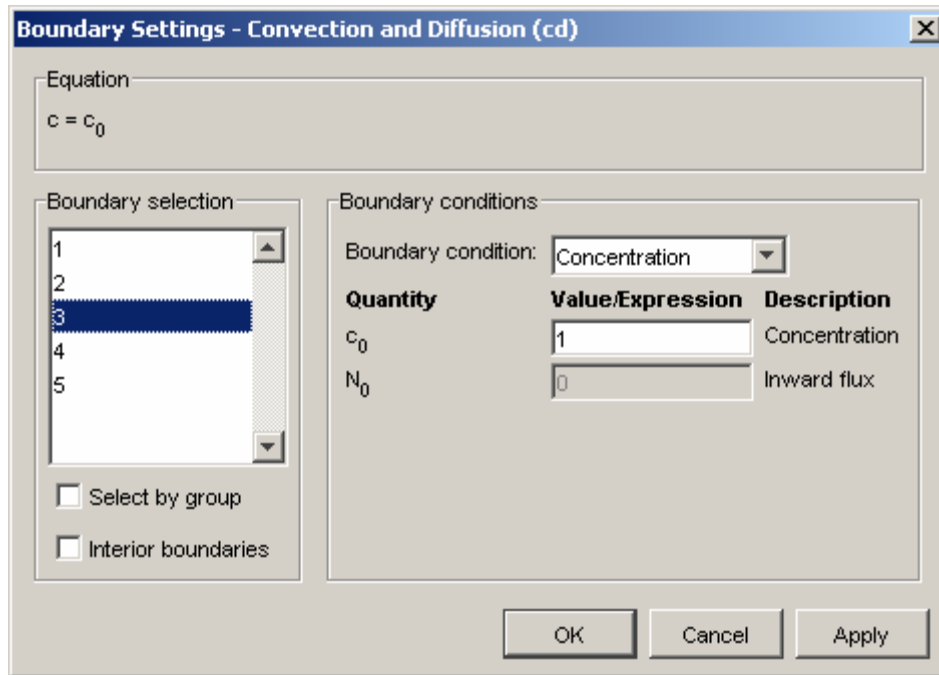 Boundary Settings - Convection and Diffusion (cd)
Equation
c = c0
Boundary selection
1
2
3
4
5
Select by group
Interior boundaries
Boundary conditions
Boundary condition: Concentration
Quantity Value/Expression Description
c0 1 Concentration
N0 0 Inward flux
OK Cancel Apply